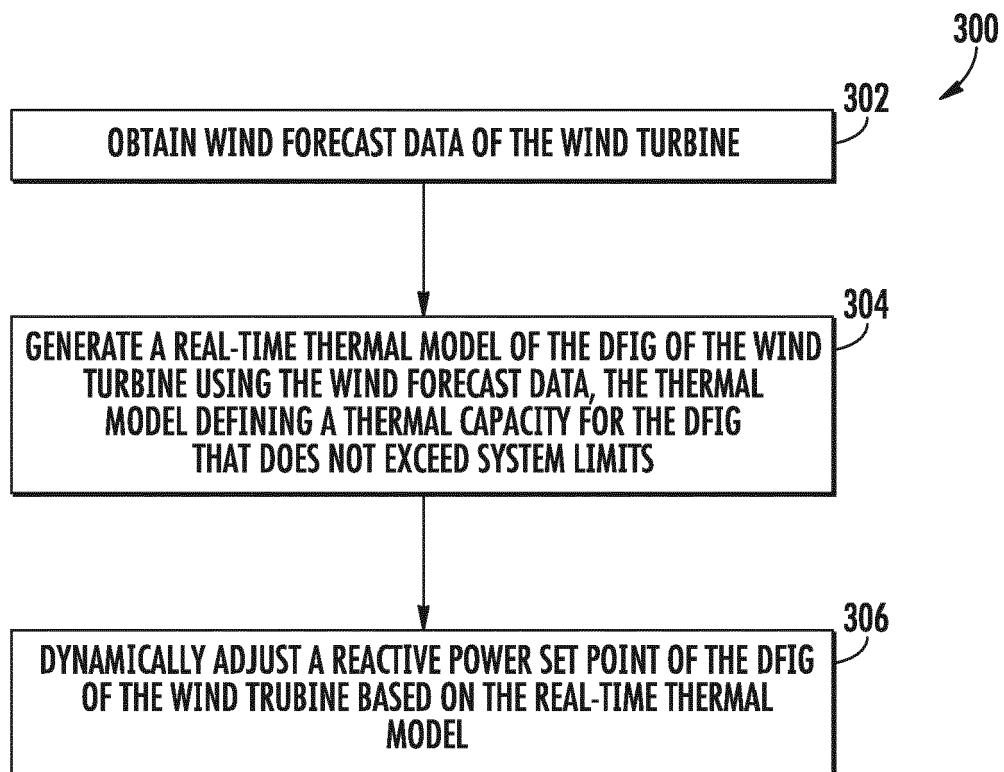 300
302
OBTAIN WIND FORECAST DATA OF THE WIND TURBINE
304
GENERATE A REAL-TIME THERMAL MODEL OF THE DFIG OF THE WIND
TURBINE USING THE WIND FORECAST DATA, THE THERMAL
MODEL DEFINING A THERMAL CAPACITY FOR THE DFIG
THAT DOES NOT EXCEED SYSTEM LIMITS
306
DYNAMICALLY ADJUST A REACTIVE POWER SET POINT OF THE DFIG
OF THE WIND TRUBINE BASED ON THE REAL-TIME THERMAL
MODEL